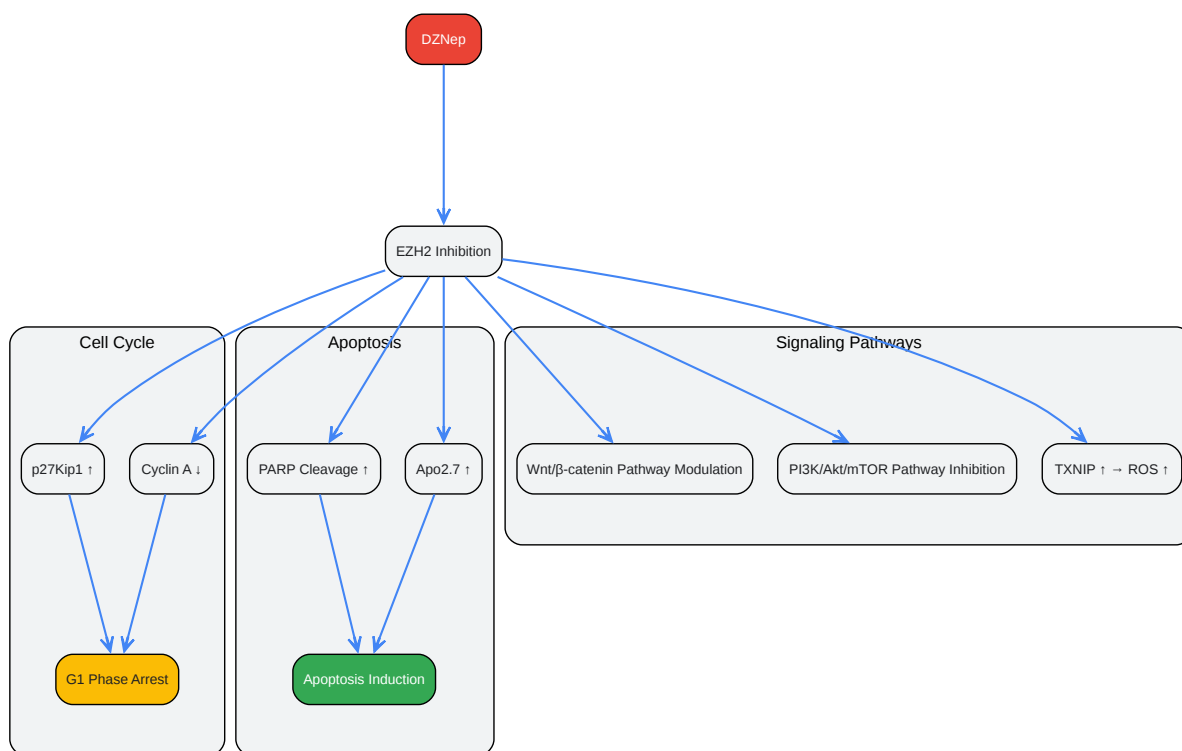 DZNep
EZH2 Inhibition
Cell Cycle
Apoptosis
Signaling Pathways
p27Kip1 ↑
Cyclin A ↓
PARP Cleavage ↑
Apo2.7 ↑
Wnt/β-catenin Pathway Modulation
PI3K/Akt/mTOR Pathway Inhibition
TXNIP ↑ → ROS ↑
G1 Phase Arrest
Apoptosis Induction